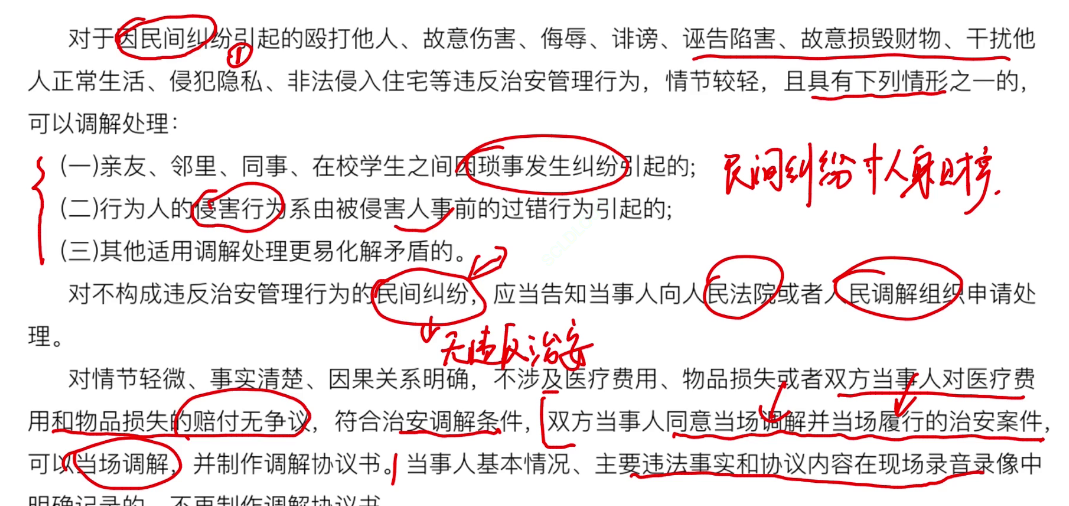 对于因民间纠纷引起的殴打他人、故意伤害、侮辱、诽谤、诬告陷害、故意损毁财物、干扰他
①
人正常生活、侵犯隐私、非法侵入住宅等违反治安管理行为，情节较轻，且具有下列情形之一的，
可以调解处理：
(一)亲友、邻里、同事、在校学生之间因琐事发生纠纷引起的;
民间纠纷 人身 财产
(二)行为人的侵害行为系由被侵害人事前的过错行为引起的;
(三)其他适用调解处理更易化解矛盾的。
对不构成违反治安管理行为的民间纠纷，应当告知当事人向人民法院或者人民调解组织申请处
理。
无违反治安
对情节轻微、事实清楚、因果关系明确，不涉及医疗费用、物品损失或者双方当事人对医疗费
用和物品损失的赔付无争议，符合治安调解条件，双方当事人同意当场调解并当场履行的治安案件，
可以当场调解，并制作调解协议书。当事人基本情况、主要违法事实和协议内容在现场录音录像中
明确记录的，不再制作调解协议书。